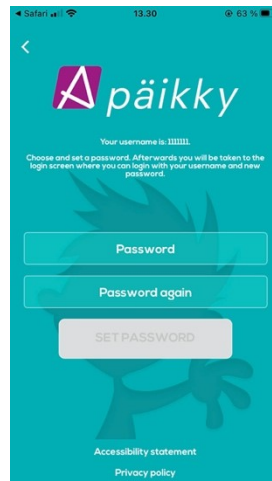 Safari 13.30 63 %
A päikky
Your username is: 1111111.
Choose and set a password. Afterwards you will be taken to the
login screen where you can login with your username and new
password.
Password
Password again
SET PASSWORD
Accessibility statement
Privacy policy